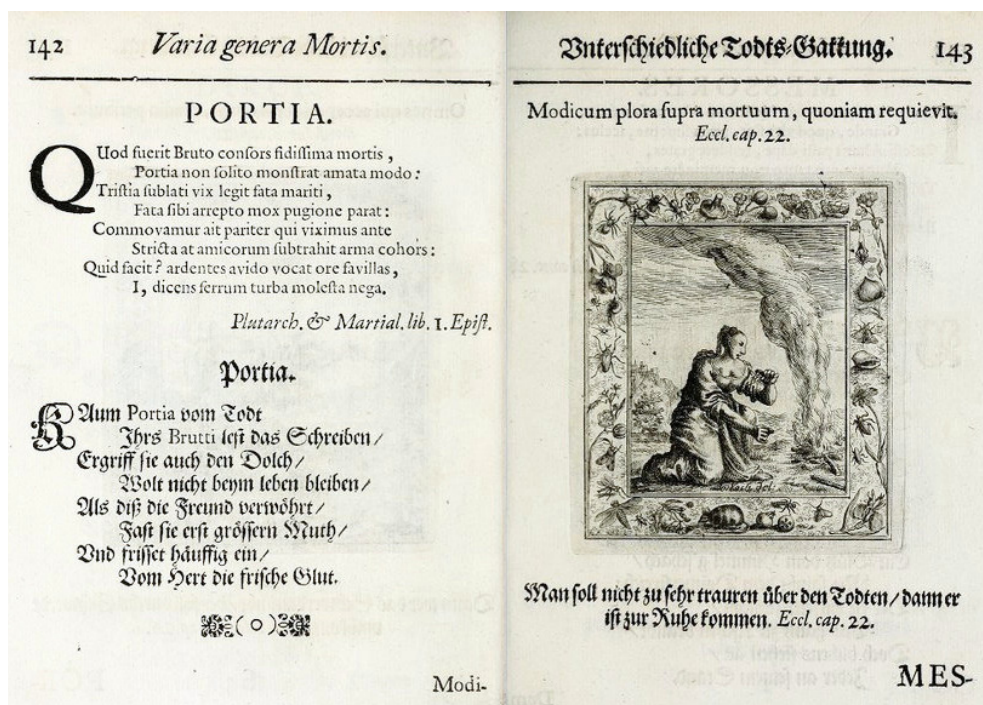 142 Varia genera Mortis.
PORTIA.
QUod fuerit Bruto consors fidissima mortis,
Portia non solito monstrat amata modo:
Tristia sublati vix legit fata mariti,
Fata sibi arrepto mox pugione parat:
Commovamur ait pariter qui viximus ante
Stricta at amicorum subtrahit arma cohors:
Quid facit? ardentes avido vocat ore favillas,
I, dicens ferrum turba molesta nega.
Plutarch. & Martial. lib. 1. Epist.
Portia.
KAum Portia vom Todt
Ihrs Brutti lest das Schreiben/
Ergriff sie auch den Dolch/
Wolt nicht beym leben bleiben/
Als diß die Freund verwöhrt/
Fast sie erst grössern Muth/
Vnd frisset häuffig ein/
Vom Hert die frische Glut.
(o)
Modi-
Vnterschiedliche Todts-Gattung. 143
Modicum plora supra mortuum, quoniam requievit.
Eccl. cap. 22.
Man soll nicht zu sehr trauren über den Todten/ dann er
ist zur Ruhe kommen. Eccl. cap. 22.
MES-